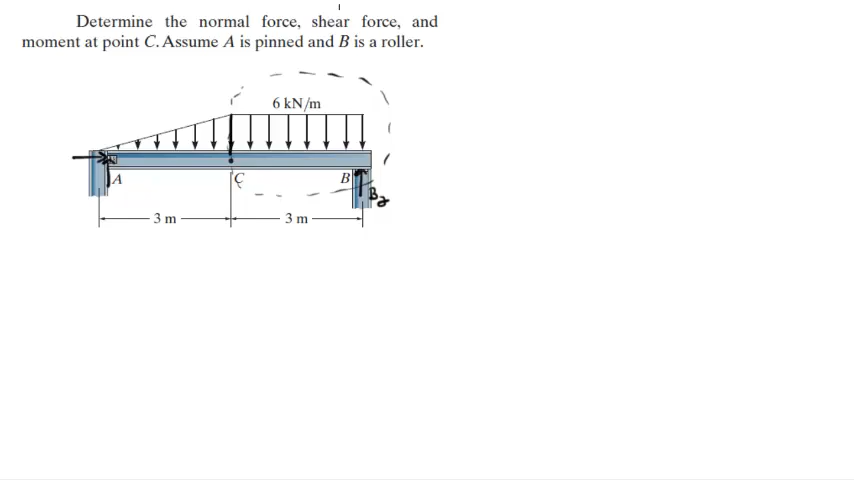 Determine the normal force, shear force, and
moment at point C. Assume A is pinned and B is a roller.
6 kN/m
A
C
B
3 m
3 m